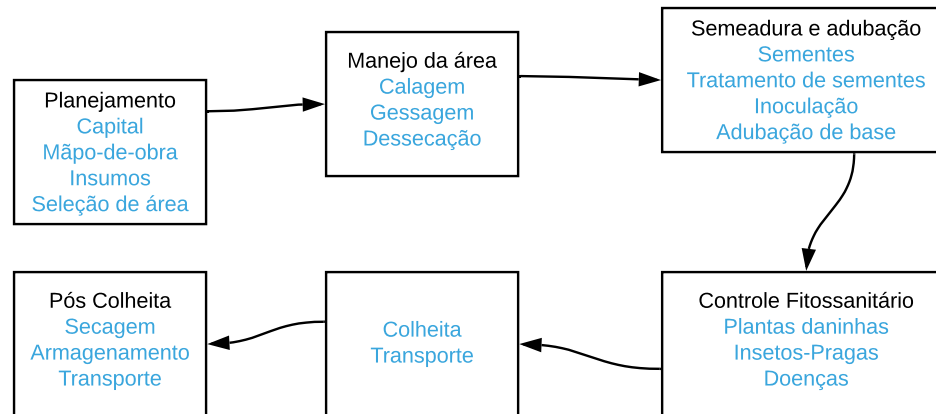 Planejamento
Capital
Mãpo-de-obra
Insumos
Seleção de área
Manejo da área
Calagem
Gessagem
Dessecação
Semeadura e adubação
Sementes
Tratamento de sementes
Inoculação
Adubação de base
Controle Fitossanitário
Plantas daninhas
Insetos-Pragas
Doenças
Colheita
Transporte
Pós Colheita
Secagem
Armagenamento
Transporte